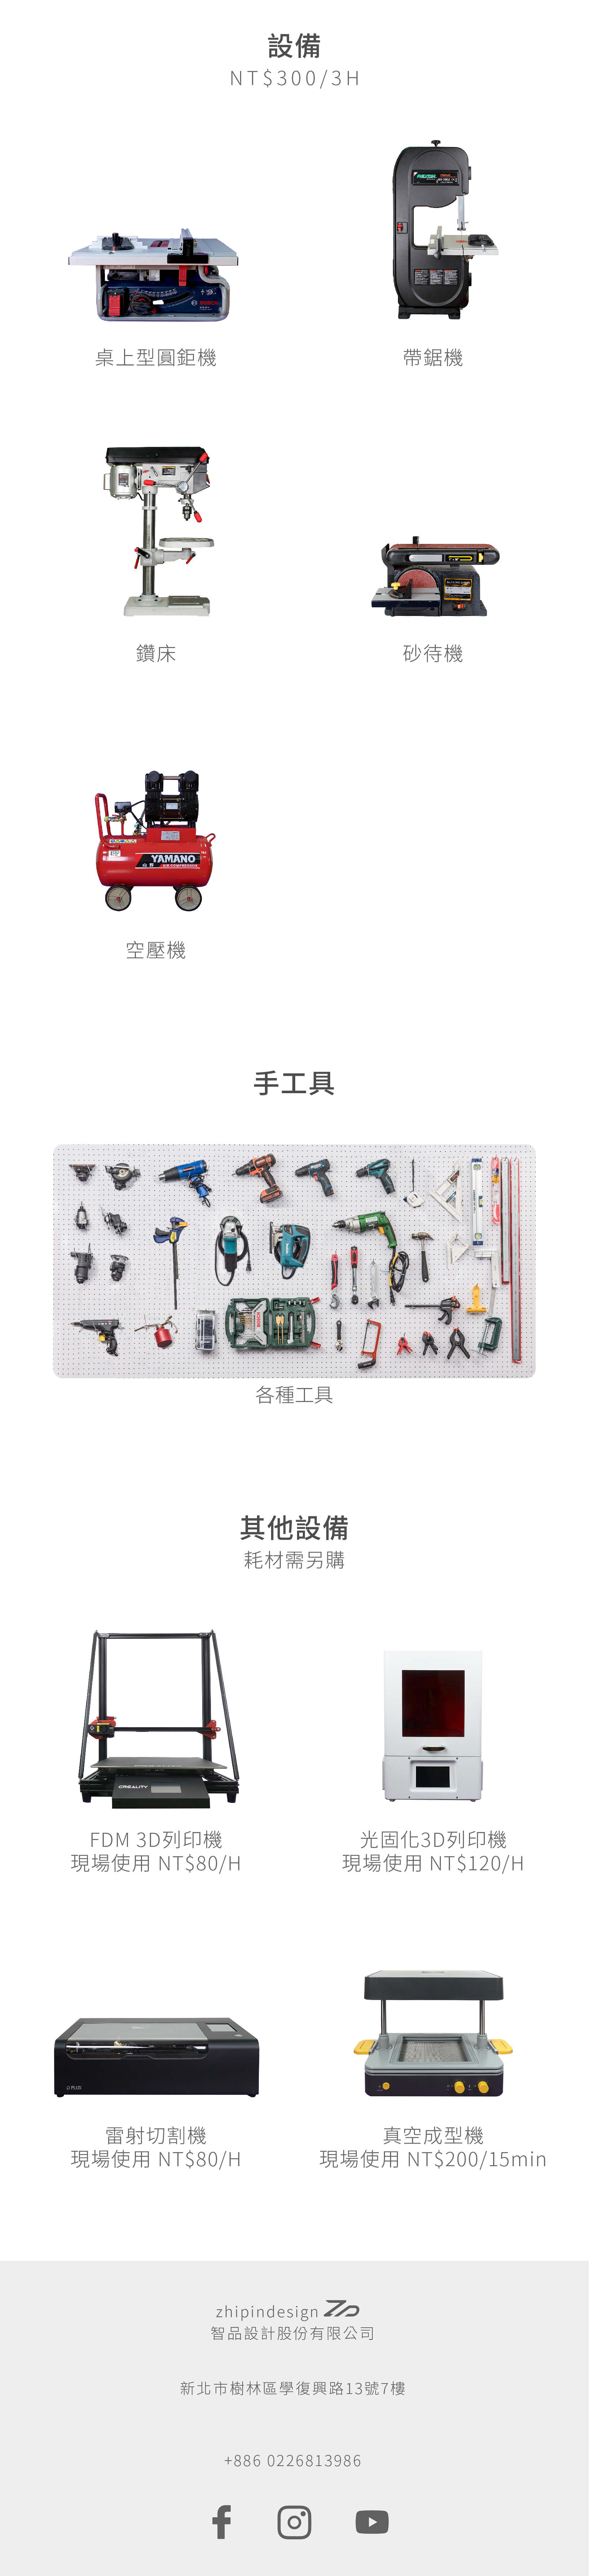 設備
NT$300/3H
BOSCH
桌上型圓鉅機
帶鋸機
鑽床
砂待機
YAMANO
AIR COMPRESSOR
空壓機
手工具
各種工具
其他設備
耗材需另購
CREALITY
FDM 3D列印機
現場使用 NT$80/H
光固化3D列印機
現場使用 NT$120/H
雷射切割機
現場使用 NT$80/H
真空成型機
現場使用 NT$200/15min
zhipindesign
智品設計股份有限公司
新北市樹林區學復興路13號7樓
+886 0226813986